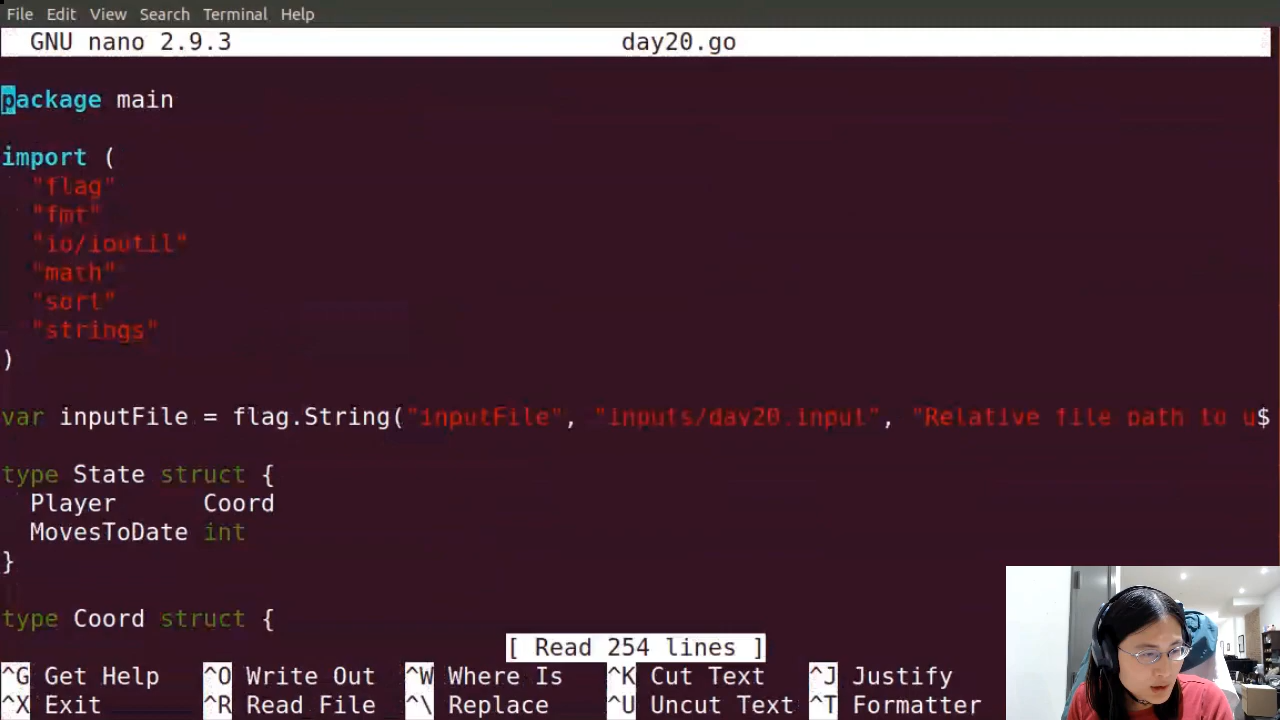 File Edit View Search Terminal Help
GNU nano 2.9.3 day20.go
package main
import (
"flag"
"fmt"
"io/ioutil"
"math"
"sort"
"strings"
)
var inputFile = flag.String("inputFile", "inputs/day20.input", "Relative file path to u$
type State struct {
Player Coord
MovesToDate int
}
type Coord struct {
[ Read 254 lines ]
^G Get Help ^O Write Out ^W Where Is ^K Cut Text ^J Justify
^X Exit ^R Read File ^\ Replace ^U Uncut Text ^T Formatter